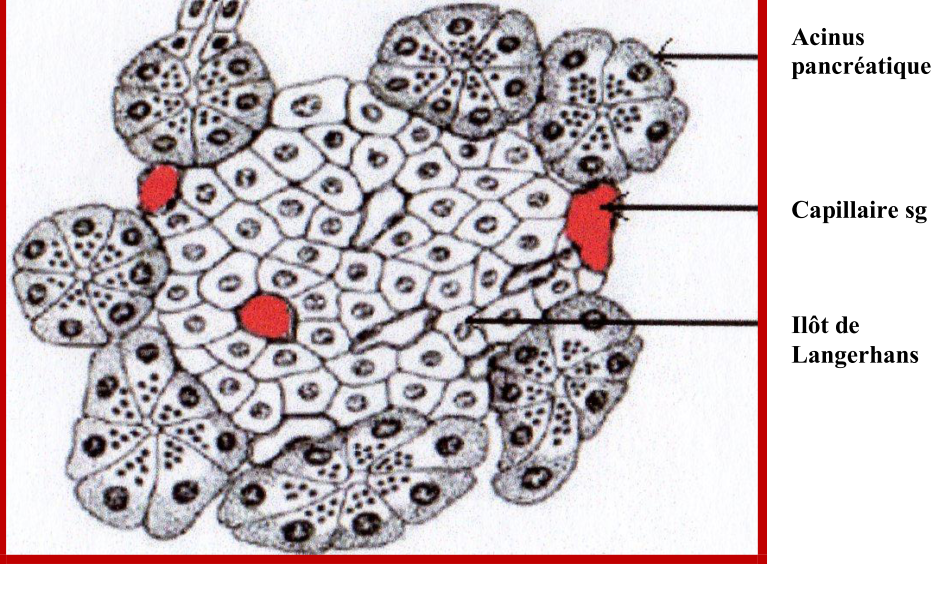 Acinus
pancréatique
Capillaire sg
Ilôt de
Langerhans